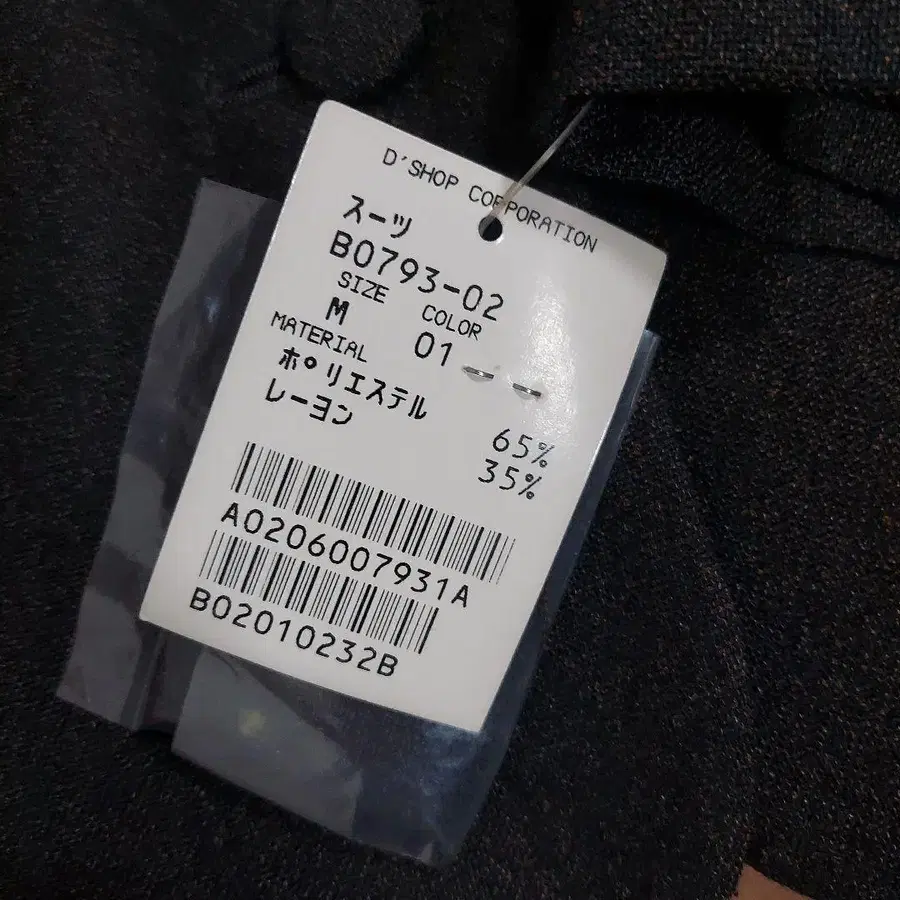 D'SHOP CORPORATION
スーツ
B0793-02
SIZE COLOR
M 01
MATERIAL
ポリエステル 65%
レーヨン 35%
A0206007931A
B02010232B